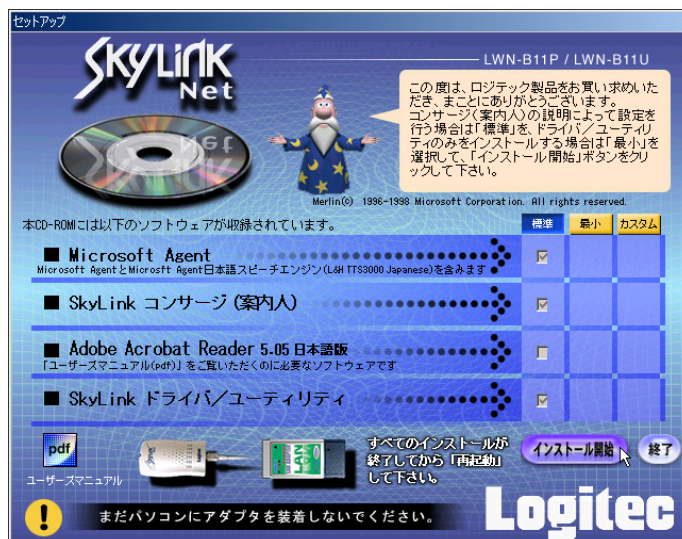 セットアップ
SKYLINK
Net
LWN-B11P / LWN-B11U
この度は、ロジテック製品をお買い求めいた
だき、まことにありがとうございます。
コンサージ(案内人)の説明によって設定を
行う場合は「標準」を、ドライバ/ユーティリ
ティのみをインストールする場合は「最小」を
選択して、「インストール開始」ボタンをクリ
ックして下さい。
Merlin(c) 1996-1998 Microsoft Corporation. All rights reserved.
本CD-ROMには以下のソフトウェアが収録されています。
標準 最小 カスタム
■ Microsoft Agent
Microsoft AgentとMicrosft Agent日本語スピーチエンジン(L&H TTS3000 Japanese)を含みます
■ SkyLink コンサージ (案内人)
■ Adobe Acrobat Reader 5.05 日本語版
「ユーザーズマニュアル(pdf)」をご覧いただくのに必要なソフトウェアです
■ SkyLink ドライバ/ユーティリティ
pdf
ユーザーズマニュアル
LAN
すべてのインストールが
終了してから「再起動」
して下さい。
インストール開始
終了
まだパソコンにアダプタを装着しないでください。
Logitec